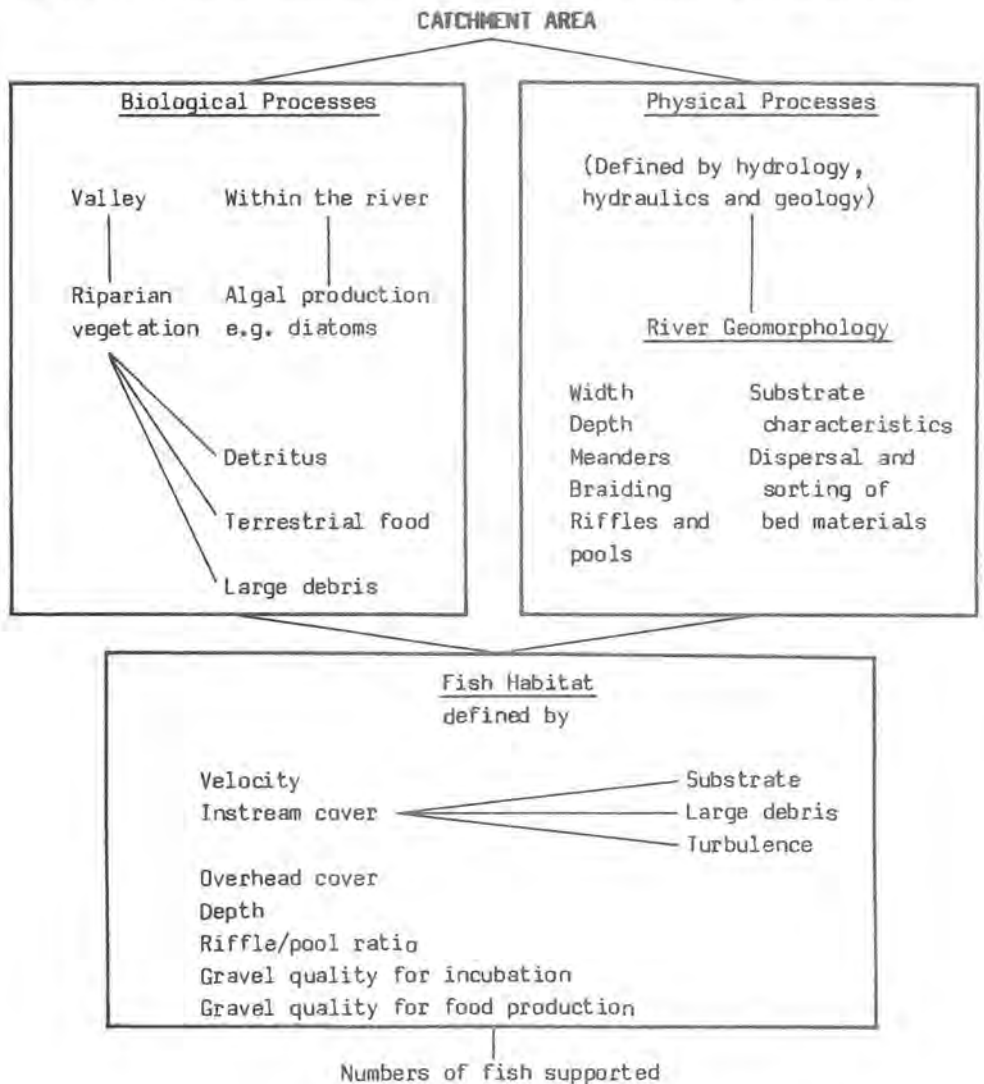 CATCHMENT AREA
Biological Processes
Valley Within the river
Riparian Algal production
vegetation e.g. diatoms
Detritus
Terrestrial food
Large debris
Physical Processes
(Defined by hydrology,
hydraulics and geology)
River Geomorphology
Width Substrate
Depth characteristics
Meanders Dispersal and
Braiding sorting of
Riffles and bed materials
pools
Fish Habitat
defined by
Velocity Substrate
Instream cover Large debris
Turbulence
Overhead cover
Depth
Riffle/pool ratio
Gravel quality for incubation
Gravel quality for food production
Numbers of fish supported